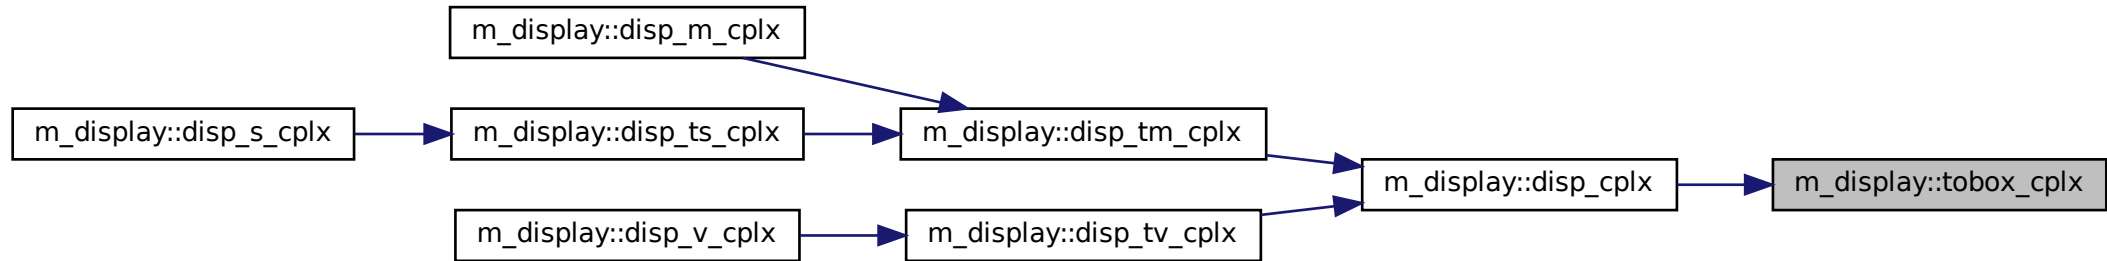 m_display::disp_m_cplx
m_display::disp_s_cplx
m_display::disp_ts_cplx
m_display::disp_tm_cplx
m_display::disp_cplx
m_display::tobox_cplx
m_display::disp_v_cplx
m_display::disp_tv_cplx